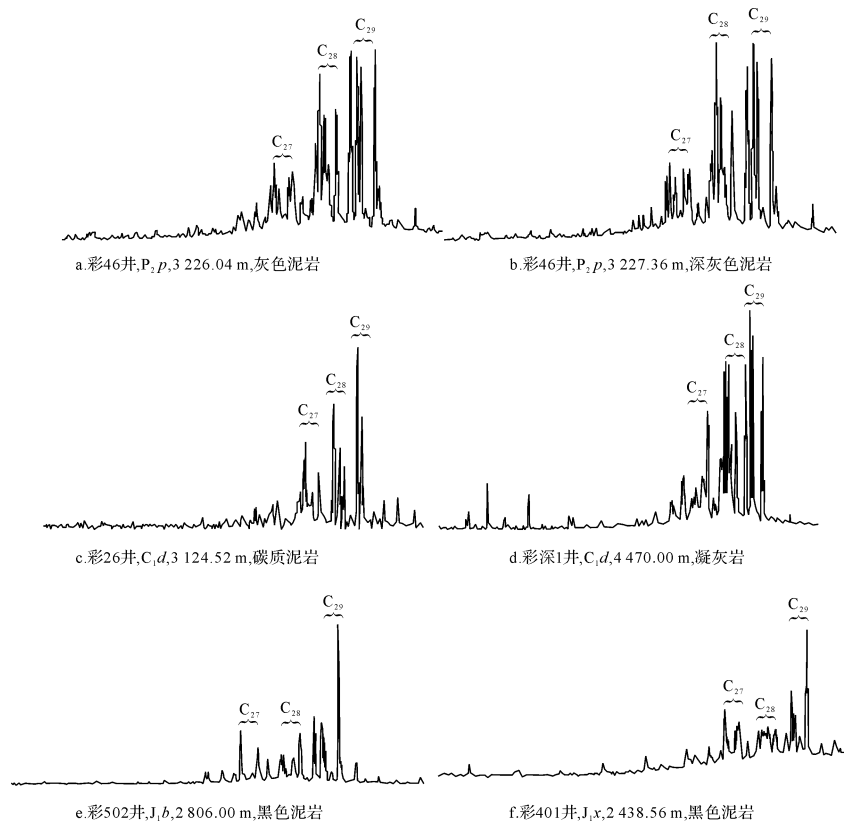 C₂₇ C₂₈ C₂₉
C₂₇ C₂₈ C₂₉
a.彩46井,P₂p,3 226.04 m,灰色泥岩
b.彩46井,P₂p,3 227.36 m,深灰色泥岩
C₂₇ C₂₈ C₂₉
C₂₇ C₂₈ C₂₉
c.彩26井,C₁d,3 124.52 m,碳质泥岩
d.彩深1井,C₁d,4 470.00 m,凝灰岩
C₂₇ C₂₈ C₂₉
C₂₇ C₂₈ C₂₉
e.彩502井,J₁b,2 806.00 m,黑色泥岩
f.彩401井,J₁x,2 438.56 m,黑色泥岩